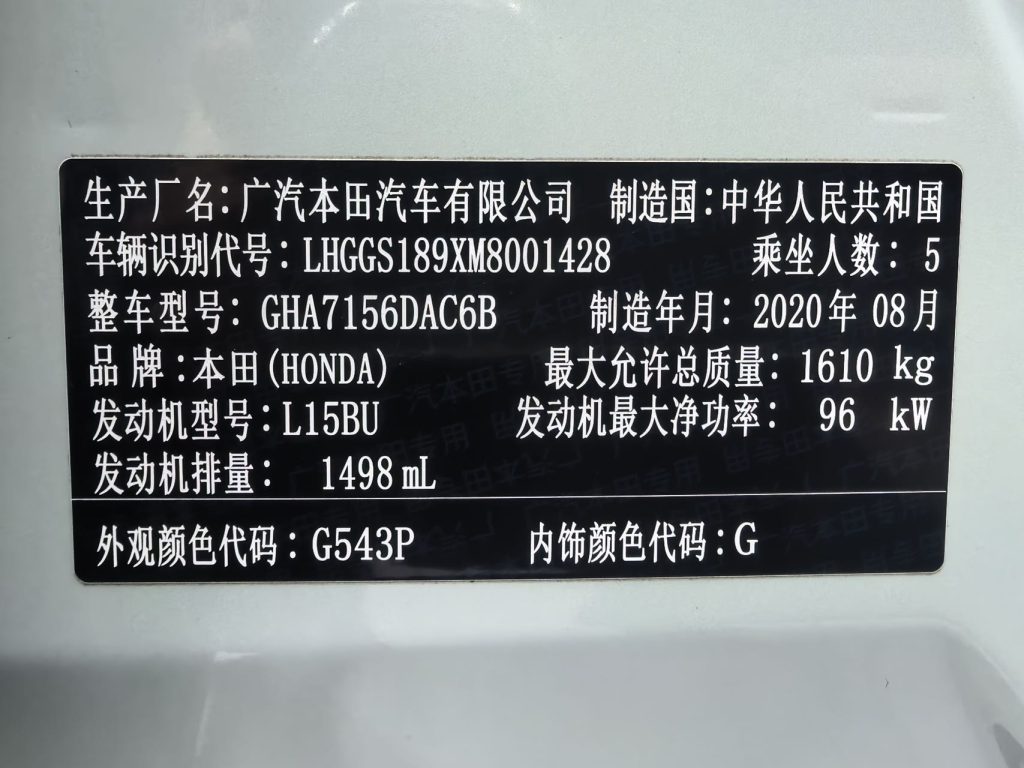 生产厂名:广汽本田汽车有限公司 制造国:中华人民共和国
车辆识别代号:LHGGS189XM8001428 乘坐人数:5
整车型号:GHA7156DAC6B 制造年月:2020年08月
品牌:本田(HONDA) 最大允许总质量:1610 kg
发动机型号:L15BU 发动机最大净功率: 96 kW
发动机排量: 1498 mL
外观颜色代码:G543P 内饰颜色代码:G